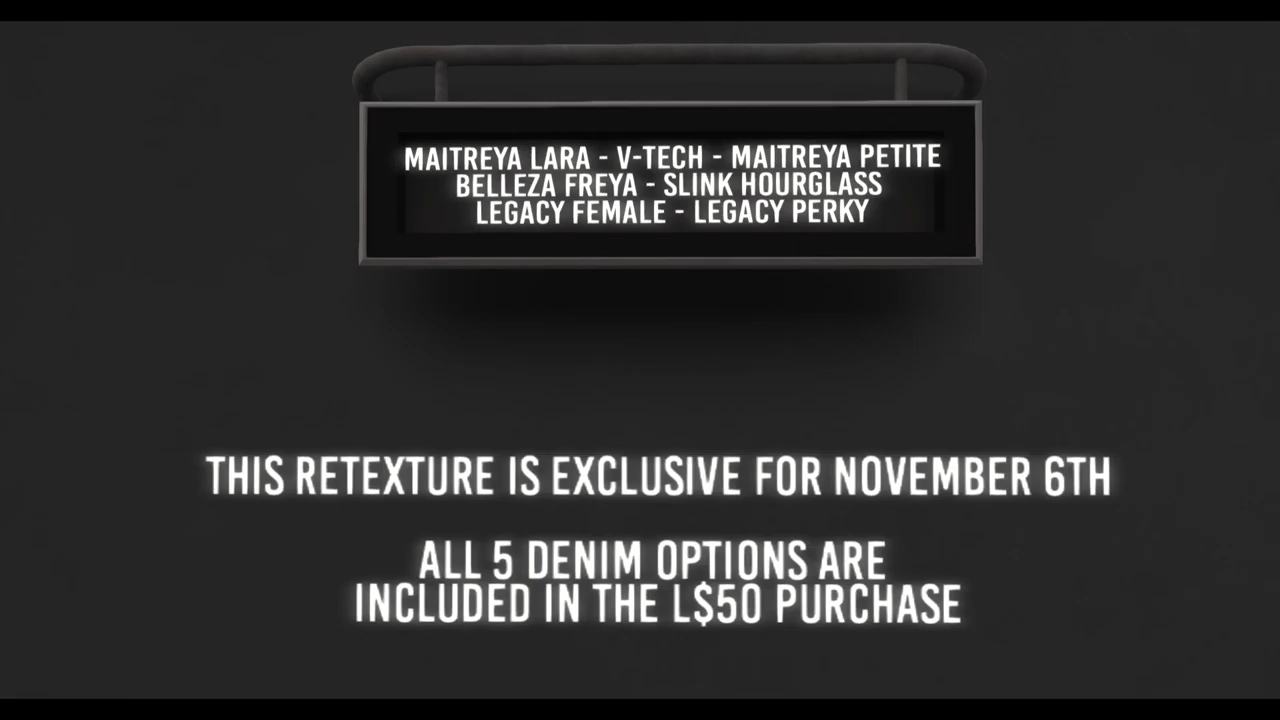 MAITREYA LARA - V-TECH - MAITREYA PETITE
BELLEZA FREYA - SLINK HOURGLASS
LEGACY FEMALE - LEGACY PERKY
THIS RETEXTURE IS EXCLUSIVE FOR NOVEMBER 6TH
ALL 5 DENIM OPTIONS ARE
INCLUDED IN THE L$50 PURCHASE